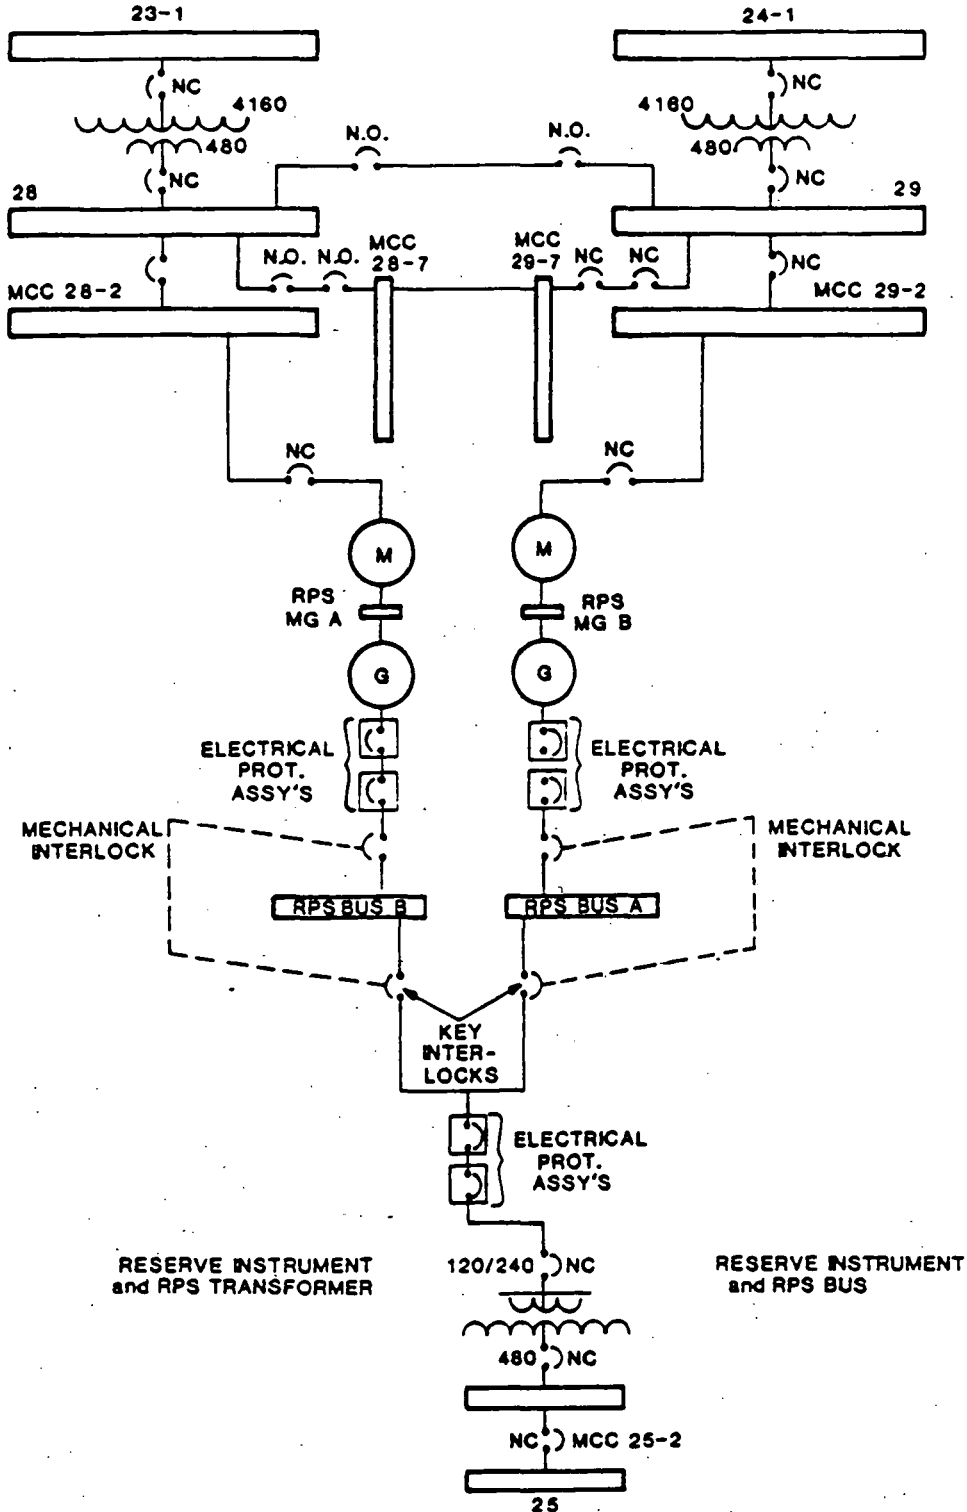 23-1
24-1
NC
NC
4160
4160
480
480
N.O.
N.O.
NC
NC
28
29
MCC
28-7
MCC
29-7
N.O.
N.O.
NC
NC
NC
MCC 28-2
MCC 29-2
NC
NC
M
M
RPS
MG A
RPS
MG B
G
G
ELECTRICAL
PROT.
ASSY'S
ELECTRICAL
PROT.
ASSY'S
MECHANICAL
INTERLOCK
MECHANICAL
INTERLOCK
RPS BUS B
RPS BUS A
KEY
INTER-
LOCKS
ELECTRICAL
PROT.
ASSY'S
RESERVE INSTRUMENT
and RPS TRANSFORMER
120/240
NC
RESERVE INSTRUMENT
and RPS BUS
480
NC
NC
MCC 25-2
25